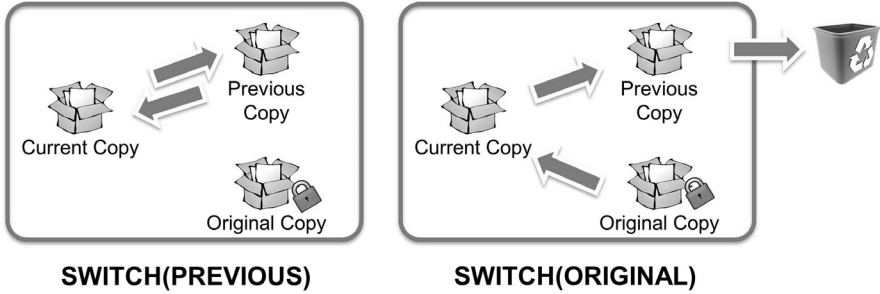 Previous
Copy
Current Copy
Original Copy
SWITCH(PREVIOUS)
Previous
Copy
Current Copy
Original Copy
SWITCH(ORIGINAL)